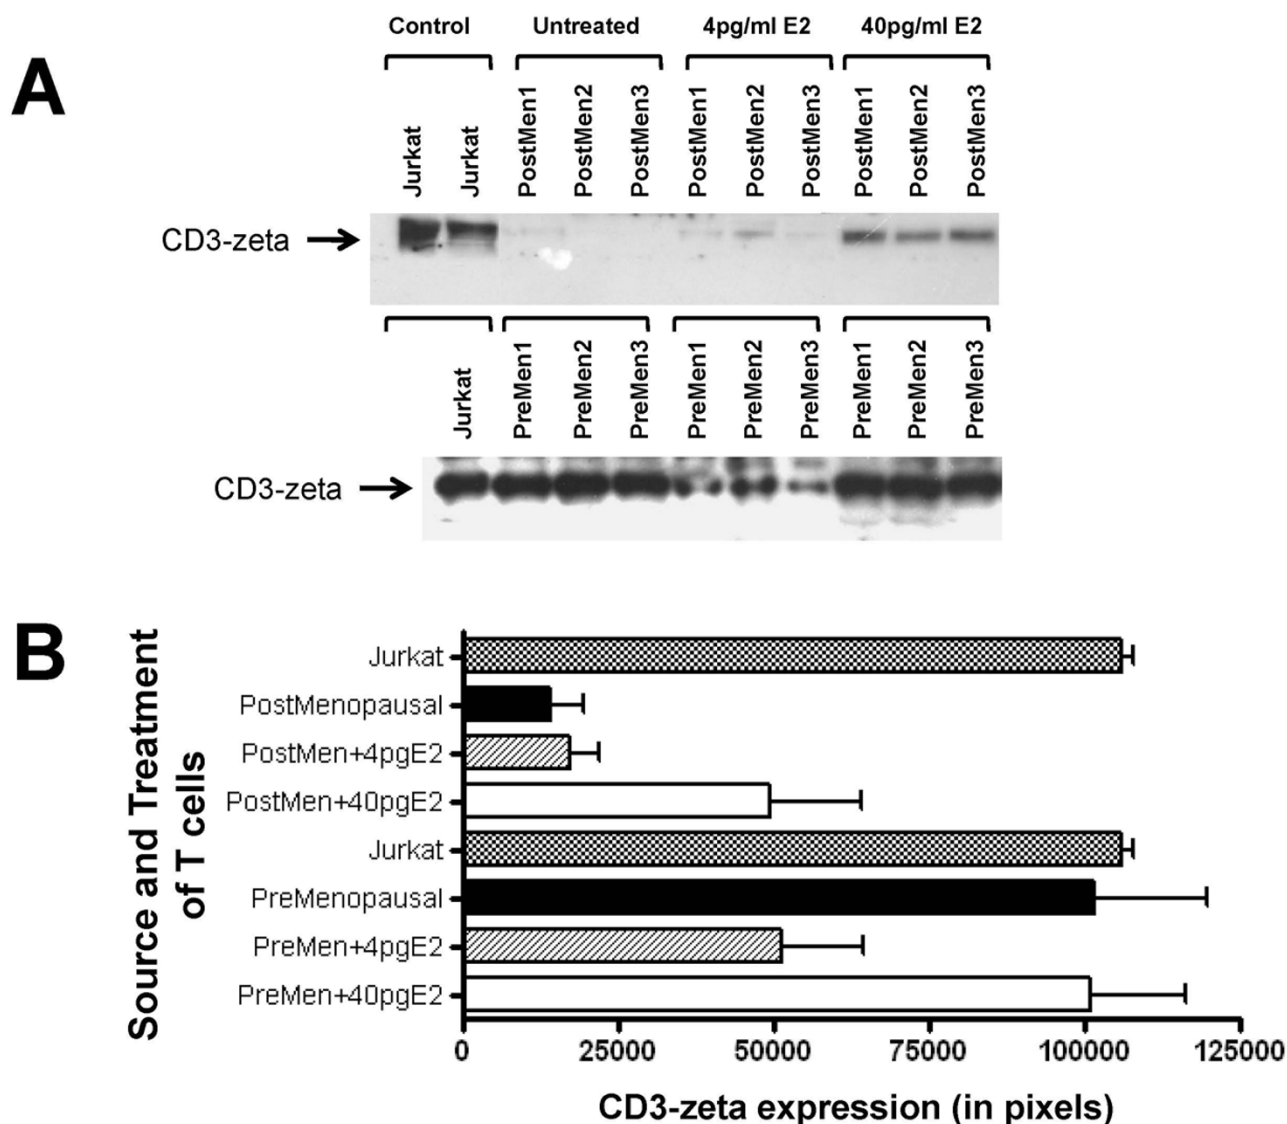 A
Control Untreated 4pg/ml E2 40pg/ml E2
Jurkat Jurkat PostMen1 PostMen2 PostMen3 PostMen1 PostMen2 PostMen3 PostMen1 PostMen2 PostMen3
CD3-zeta
Jurkat PreMen1 PreMen2 PreMen3 PreMen1 PreMen2 PreMen3 PreMen1 PreMen2 PreMen3
CD3-zeta
B
Source and Treatment
of T cells
Jurkat
PostMenopausal
PostMen+4pgE2
PostMen+40pgE2
Jurkat
PreMenopausal
PreMen+4pgE2
PreMen+40pgE2
0 25000 50000 75000 100000 125000
CD3-zeta expression (in pixels)